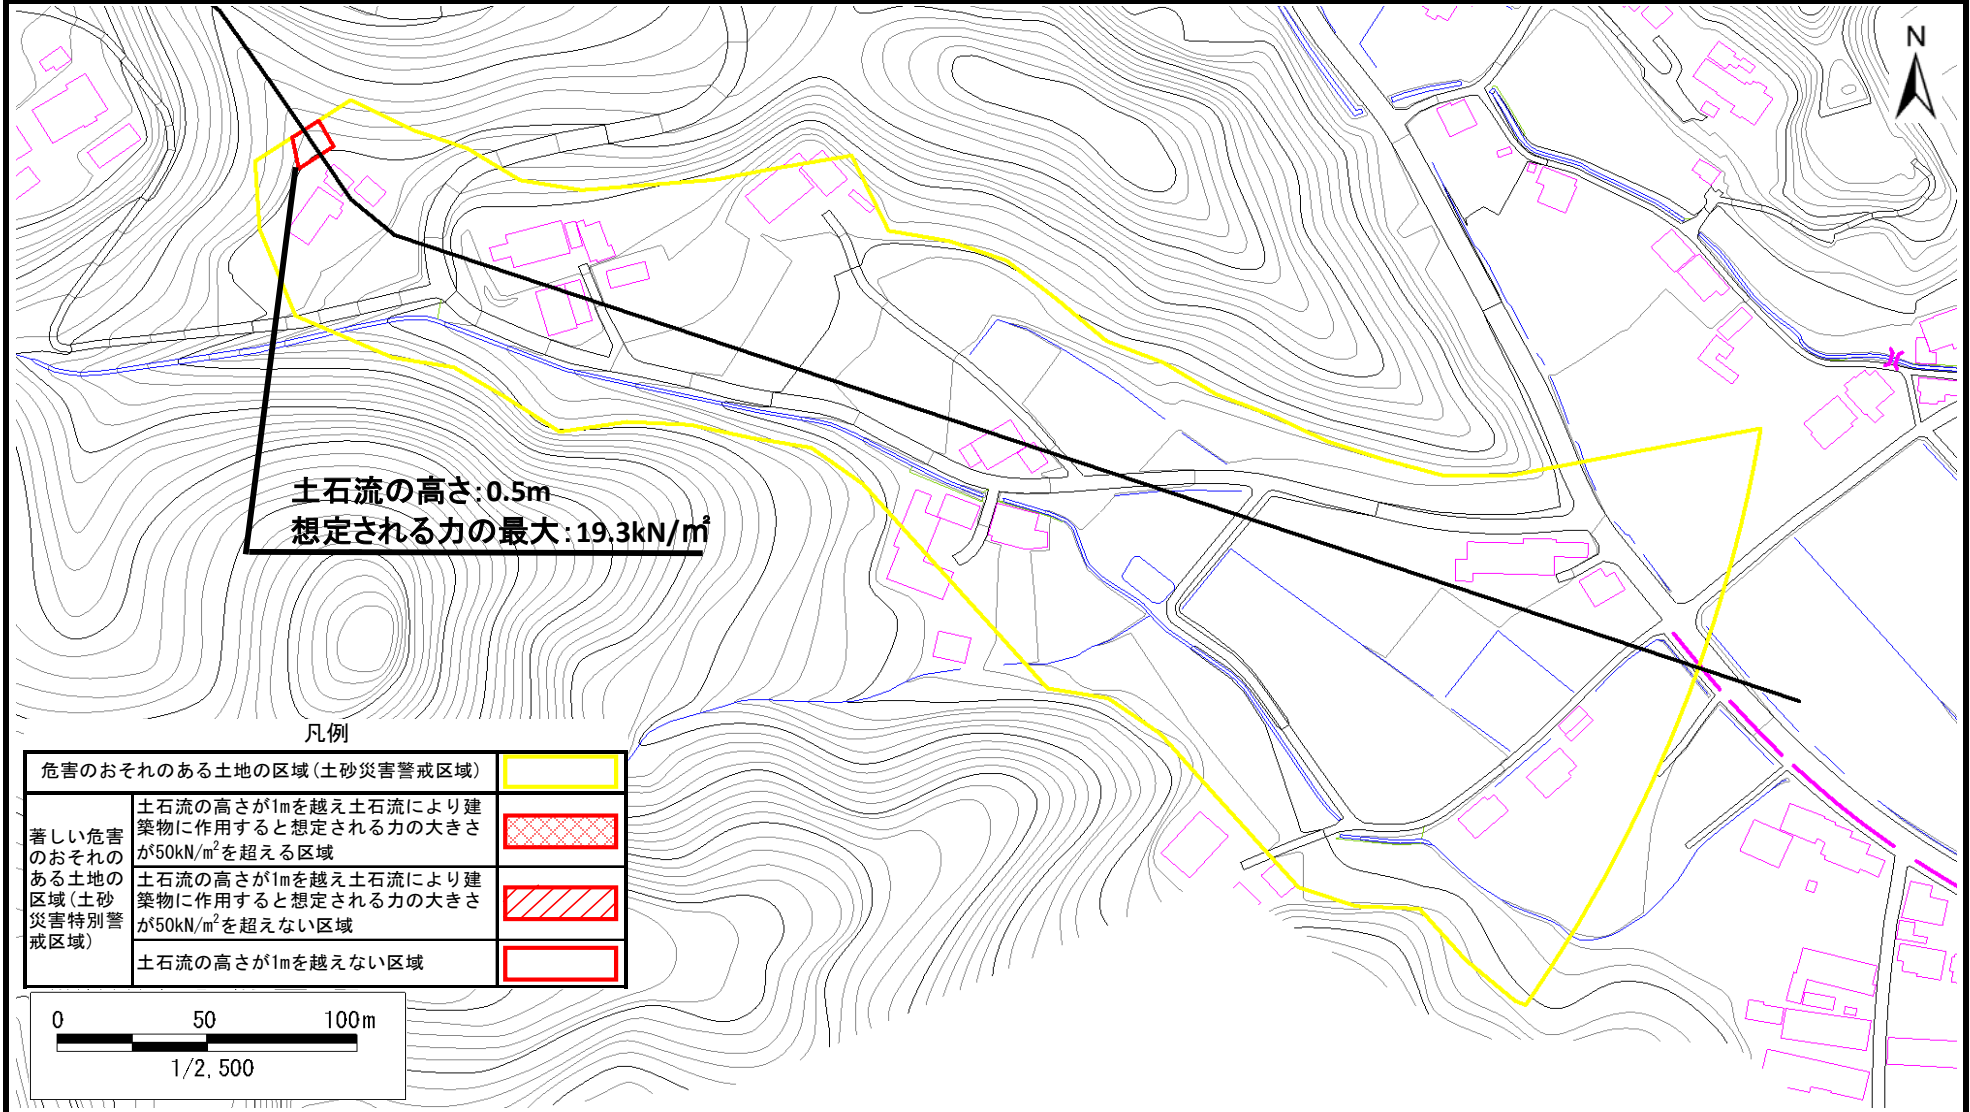 N
土石流の高さ:0.5m
想定される力の最大:19.3kN/㎡
凡例
危害のおそれのある土地の区域(土砂災害警戒区域)
著しい危害
のおそれの
ある土地の
区域(土砂
災害特別警
戒区域)
土石流の高さが1mを越え土石流により建
築物に作用すると想定される力の大きさ
が50kN/m²を超える区域
土石流の高さが1mを越え土石流により建
築物に作用すると想定される力の大きさ
が50kN/m²を超えない区域
土石流の高さが1mを越えない区域
0 50 100m
1/2,500